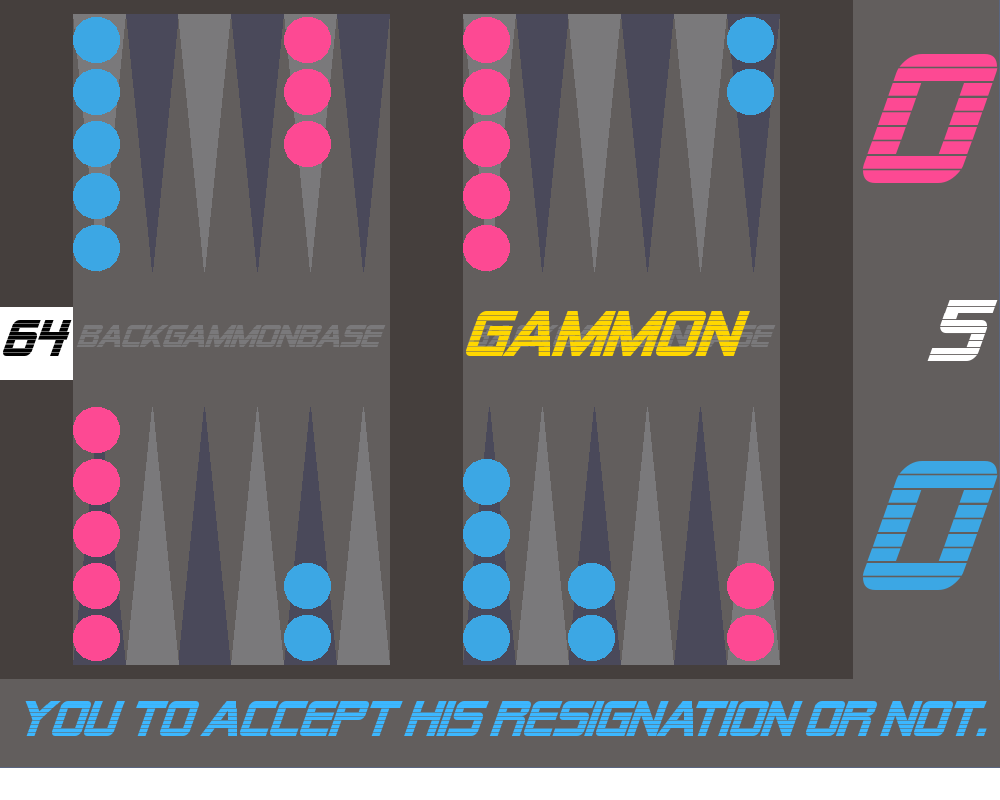 0
64
BACKGAMMONBASE
GAMMON
5
0
YOU TO ACCEPT HIS RESIGNATION OR NOT.